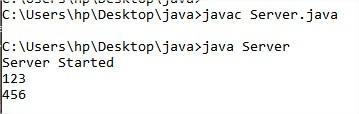 C:\Users\hp\Desktop\java>javac Server.java
C:\Users\hp\Desktop\java>java Server
Server Started
123
456